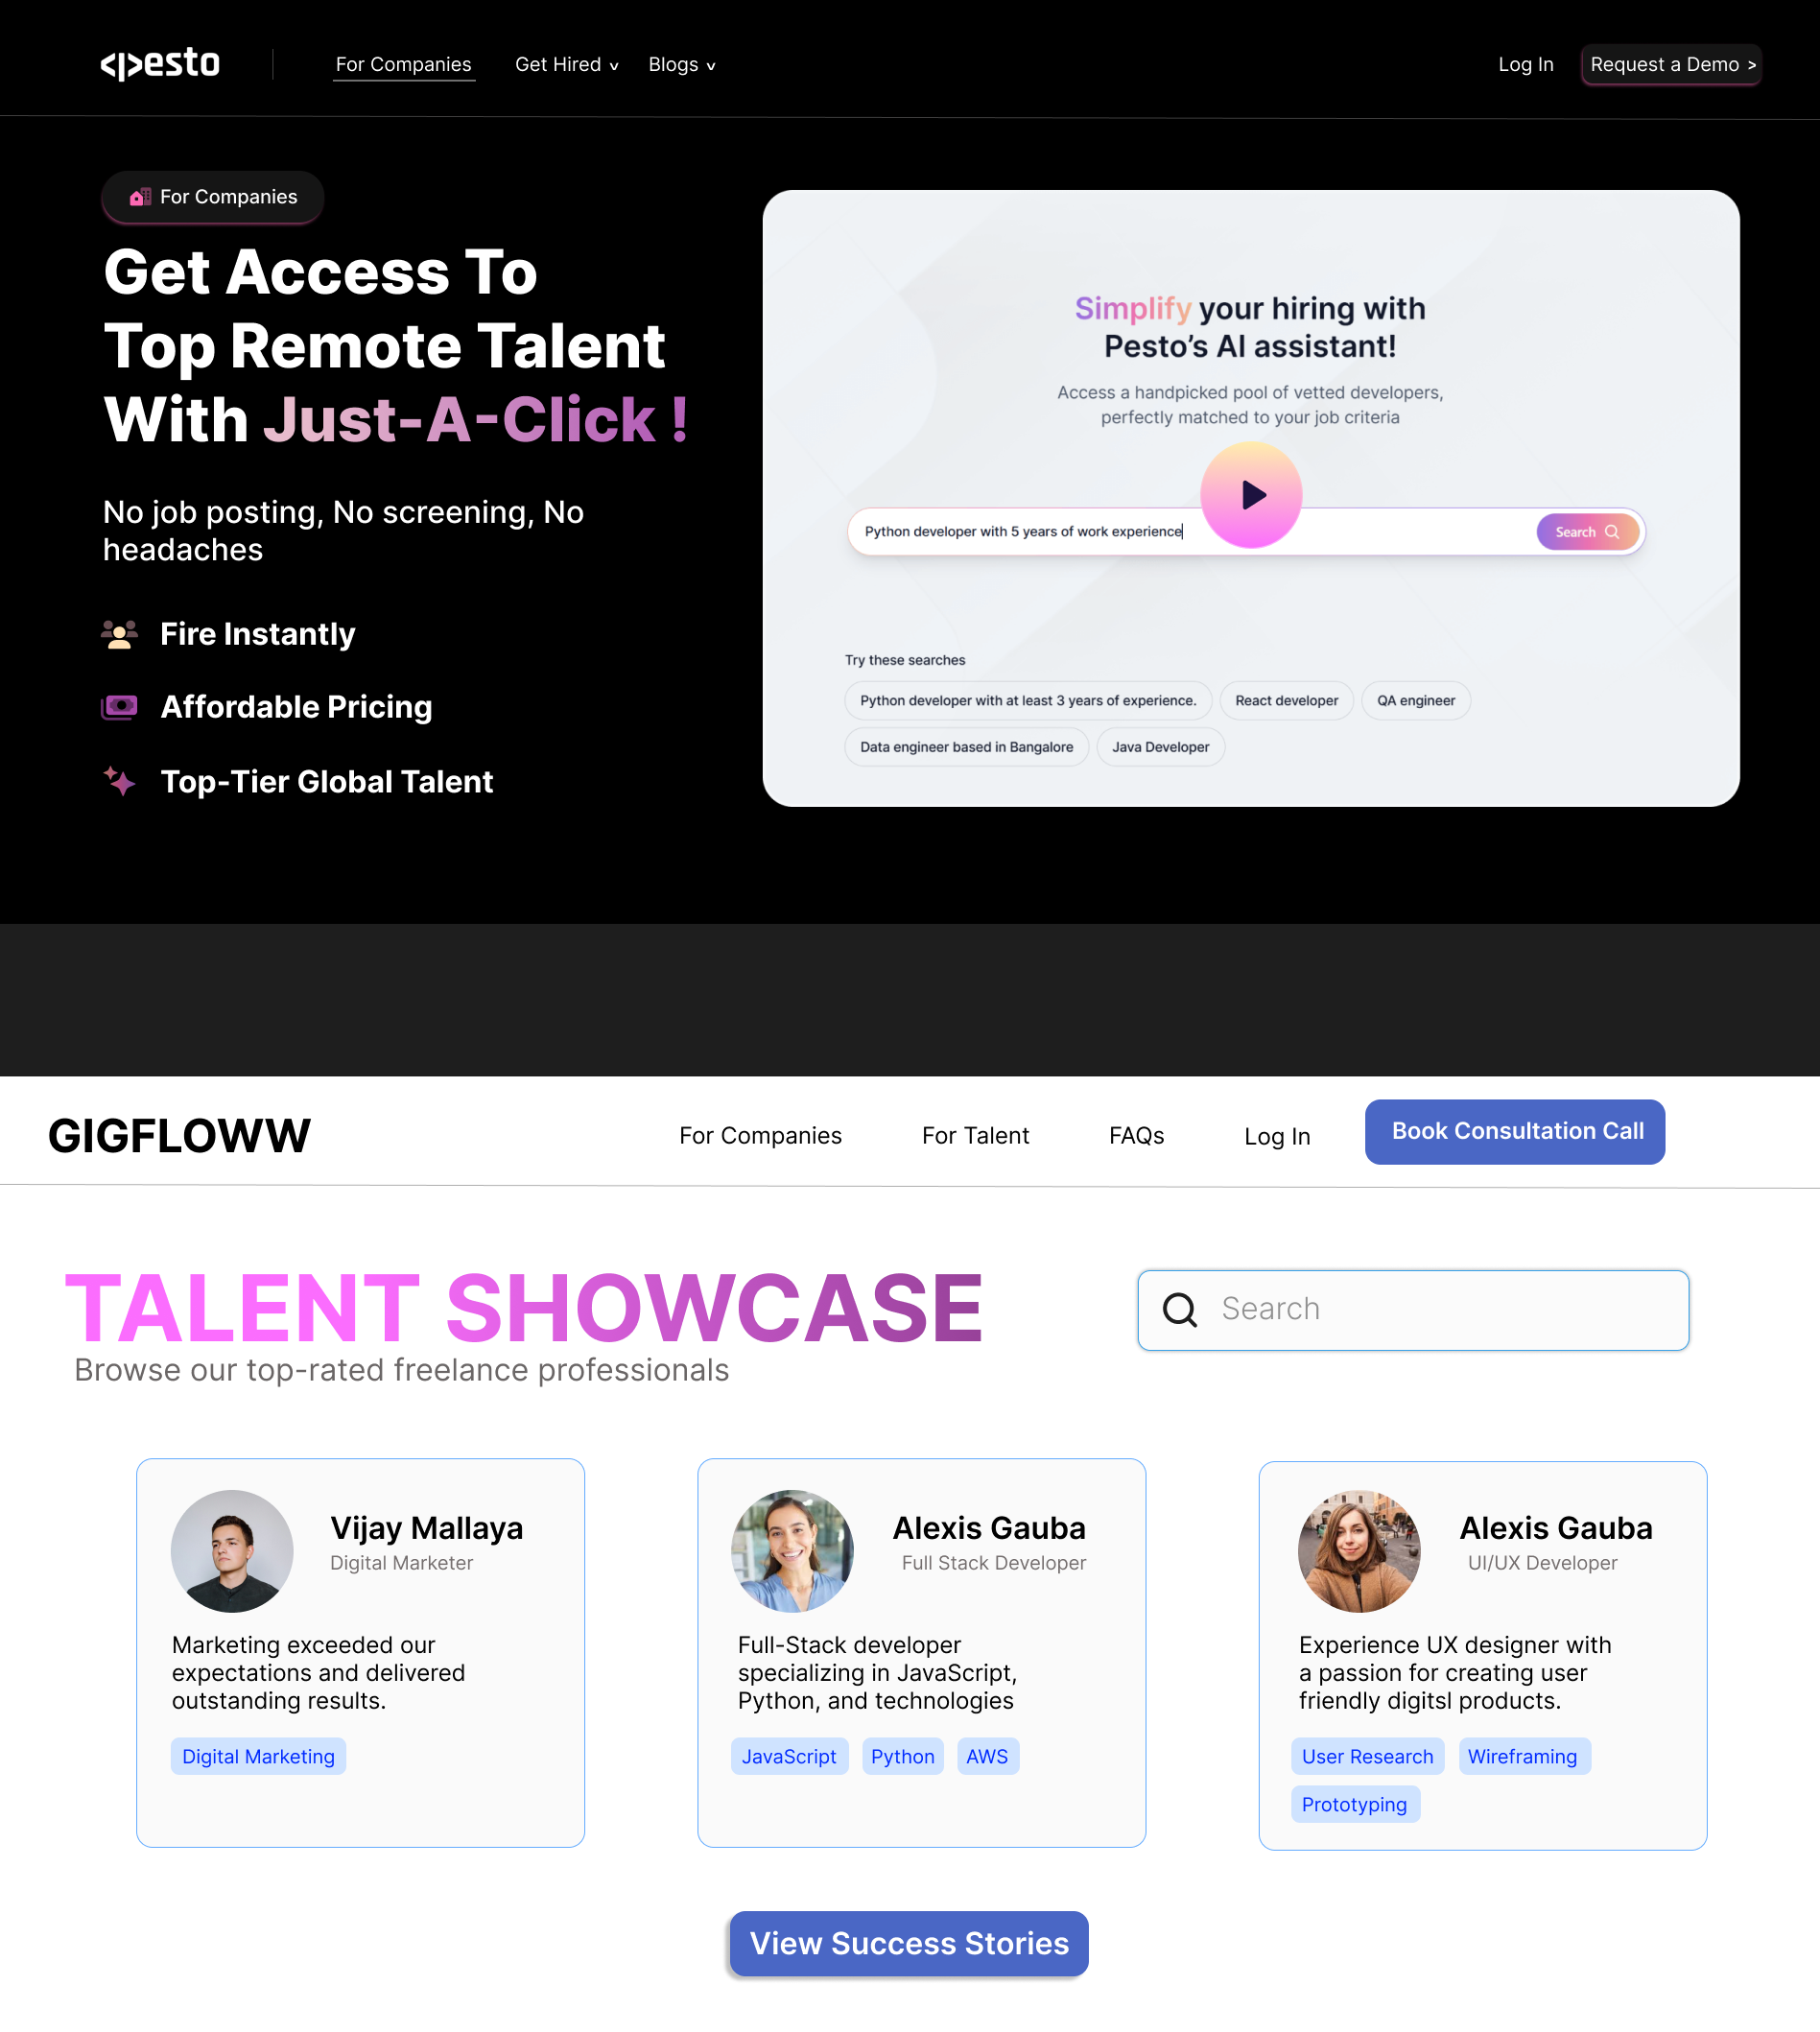 <p>esto
For Companies
Get Hired v
Blogs v
Log In
Request a Demo >
For Companies
Get Access To
Top Remote Talent
With Just-A-Click !
No job posting, No screening, No
headaches
Fire Instantly
Affordable Pricing
Top-Tier Global Talent
Simplify your hiring with
Pesto's AI assistant!
Access a handpicked pool of vetted developers,
perfectly matched to your job criteria
Python developer with 5 years of work experience
Search
Try these searches
Python developer with at least 3 years of experience.
React developer
QA engineer
Data engineer based in Bangalore
Java Developer
GIGFLOWW
For Companies
For Talent
FAQs
Log In
Book Consultation Call
TALENT SHOWCASE
Browse our top-rated freelance professionals
Search
Vijay Mallaya
Digital Marketer
Marketing exceeded our
expectations and delivered
outstanding results.
Digital Marketing
Alexis Gauba
Full Stack Developer
Full-Stack developer
specializing in JavaScript,
Python, and technologies
JavaScript
Python
AWS
Alexis Gauba
UI/UX Developer
Experience UX designer with
a passion for creating user
friendly digitsl products.
User Research
Wireframing
Prototyping
View Success Stories